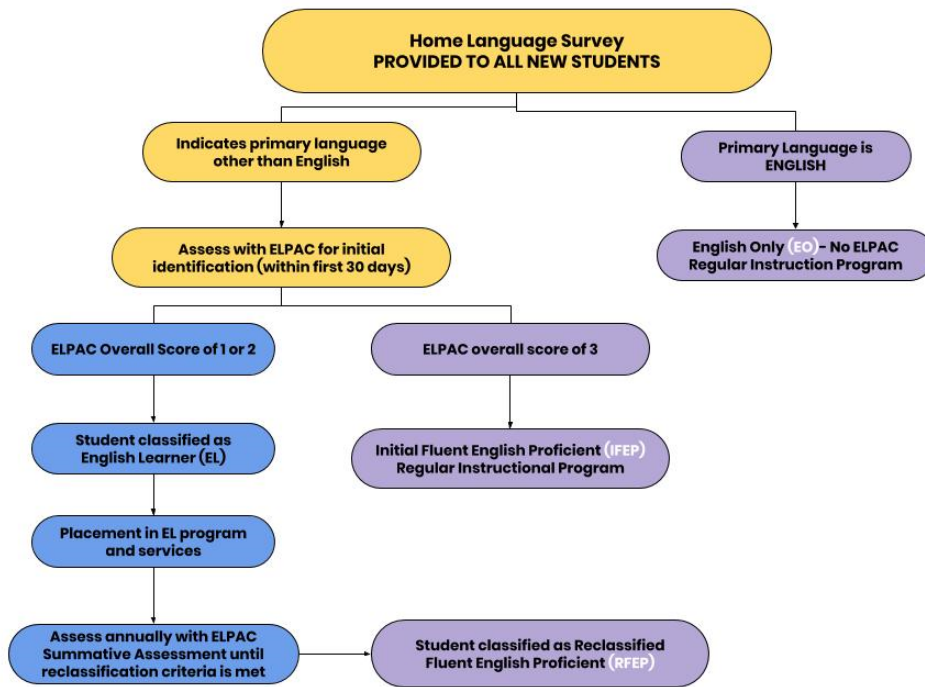 Home Language Survey
PROVIDED TO ALL NEW STUDENTS
Indicates primary language
other than English
Primary Language is
ENGLISH
Assess with ELPAC for initial
identification (within first 30 days)
English Only (EO)- No ELPAC
Regular Instruction Program
ELPAC Overall Score of 1 or 2
ELPAC overall score of 3
Student classified as
English Learner (EL)
Initial Fluent English Proficient (IFEP)
Regular Instructional Program
Placement in EL program
and services
Assess annually with ELPAC
Summative Assessment until
reclassification criteria is met
Student classified as Reclassified
Fluent English Proficient (RFEP)